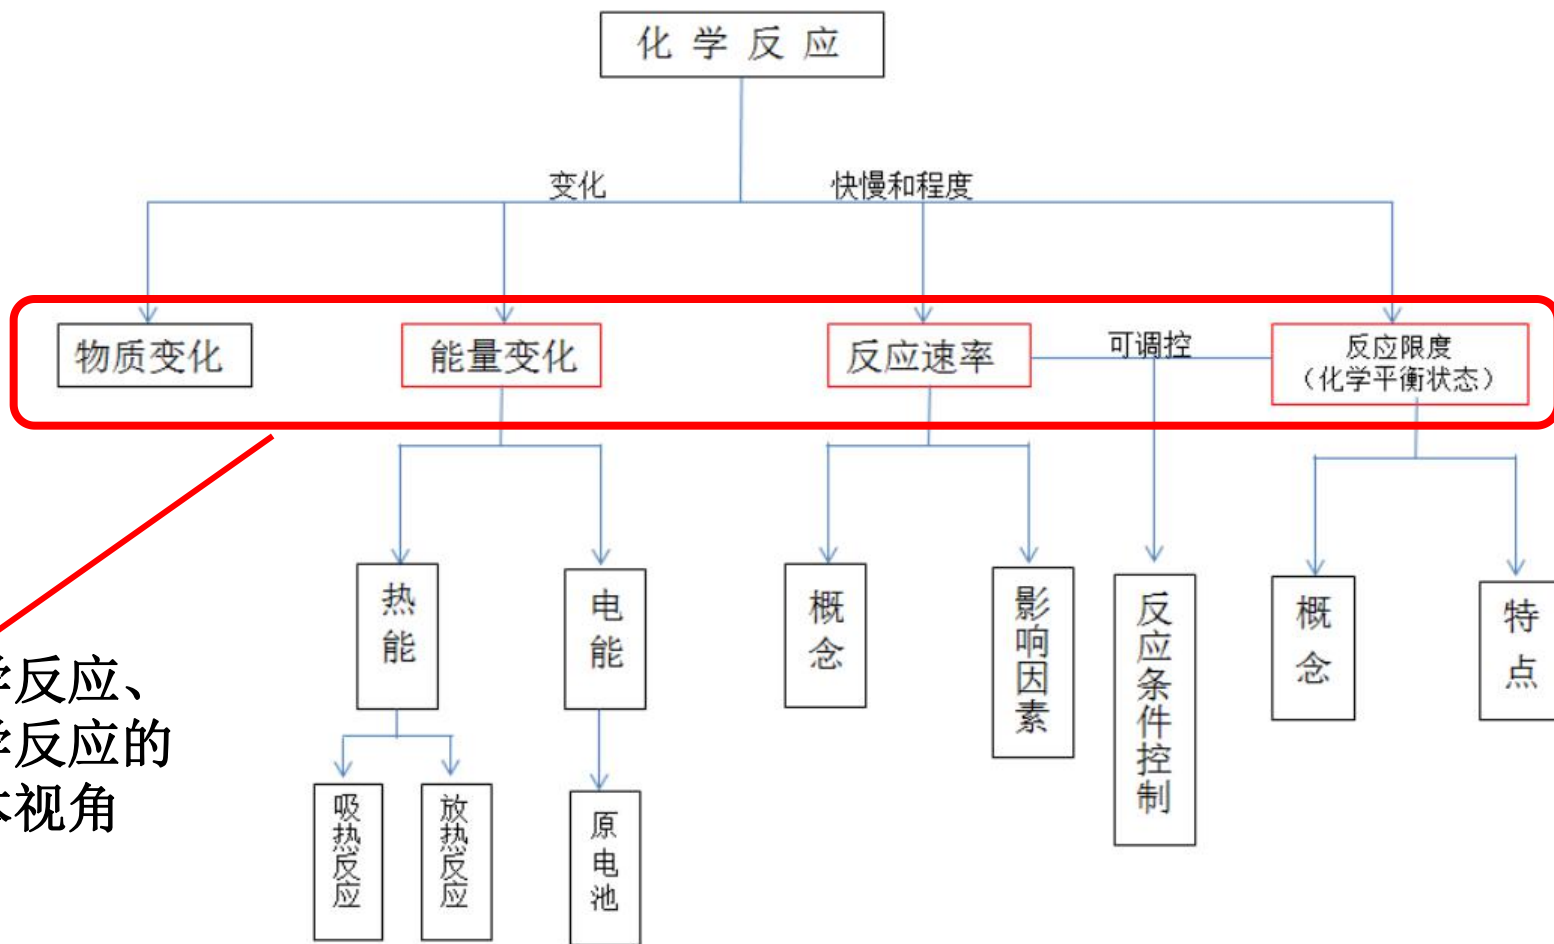 化学反应
变化
快慢和程度
物质变化
能量变化
反应速率
可调控
反应限度
（化学平衡状态）
热能
电能
概念
影响因素
反应条件控制
概念
特点
学反应、
学反应的
本视角
吸热反应
放热反应
原电池